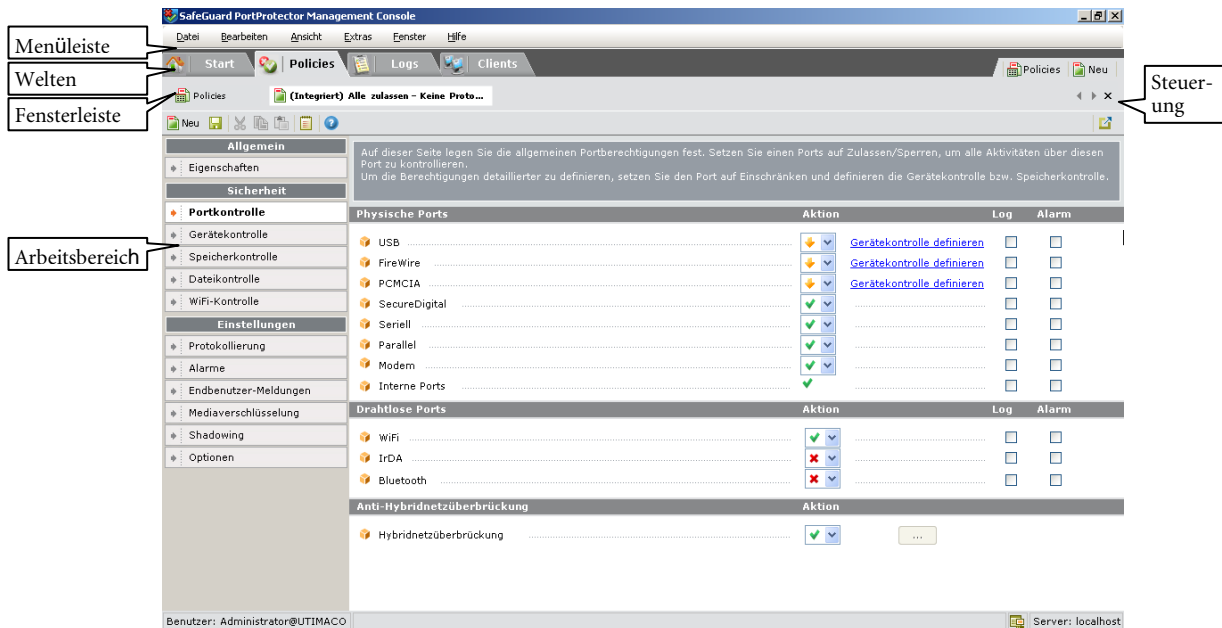 SafeGuard PortProtector Management Console
Datei Bearbeiten Ansicht Extras Fenster Hilfe
Menüleiste
Welten
Fensterleiste
Arbeitsbereich
Steuer-
ung
Start Policies Logs Clients
Policies Neu
Policies (Integriert) Alle zulassen - Keine Proto...
Neu
Allgemein
Eigenschaften
Sicherheit
Portkontrolle
Gerätekontrolle
Speicherkontrolle
Dateikontrolle
WiFi-Kontrolle
Einstellungen
Protokollierung
Alarme
Endbenutzer-Meldungen
Mediaverschlüsselung
Shadowing
Optionen
Auf dieser Seite legen Sie die allgemeinen Portberechtigungen fest. Setzen Sie einen Ports auf Zulassen/Sperren, um alle Aktivitäten über diesen
Port zu kontrollieren.
Um die Berechtigungen detaillierter zu definieren, setzen Sie den Port auf Einschränken und definieren die Gerätekontrolle bzw. Speicherkontrolle.
Physische Ports Aktion Log Alarm
USB Gerätekontrolle definieren
FireWire Gerätekontrolle definieren
PCMCIA Gerätekontrolle definieren
SecureDigital
Seriell
Parallel
Modem
Interne Ports
Drahtlose Ports Aktion Log Alarm
WiFi
IrDA
Bluetooth
Anti-Hybridnetzüberbrückung Aktion
Hybridnetzüberbrückung ...
Benutzer: Administrator@UTIMACO Server: localhost